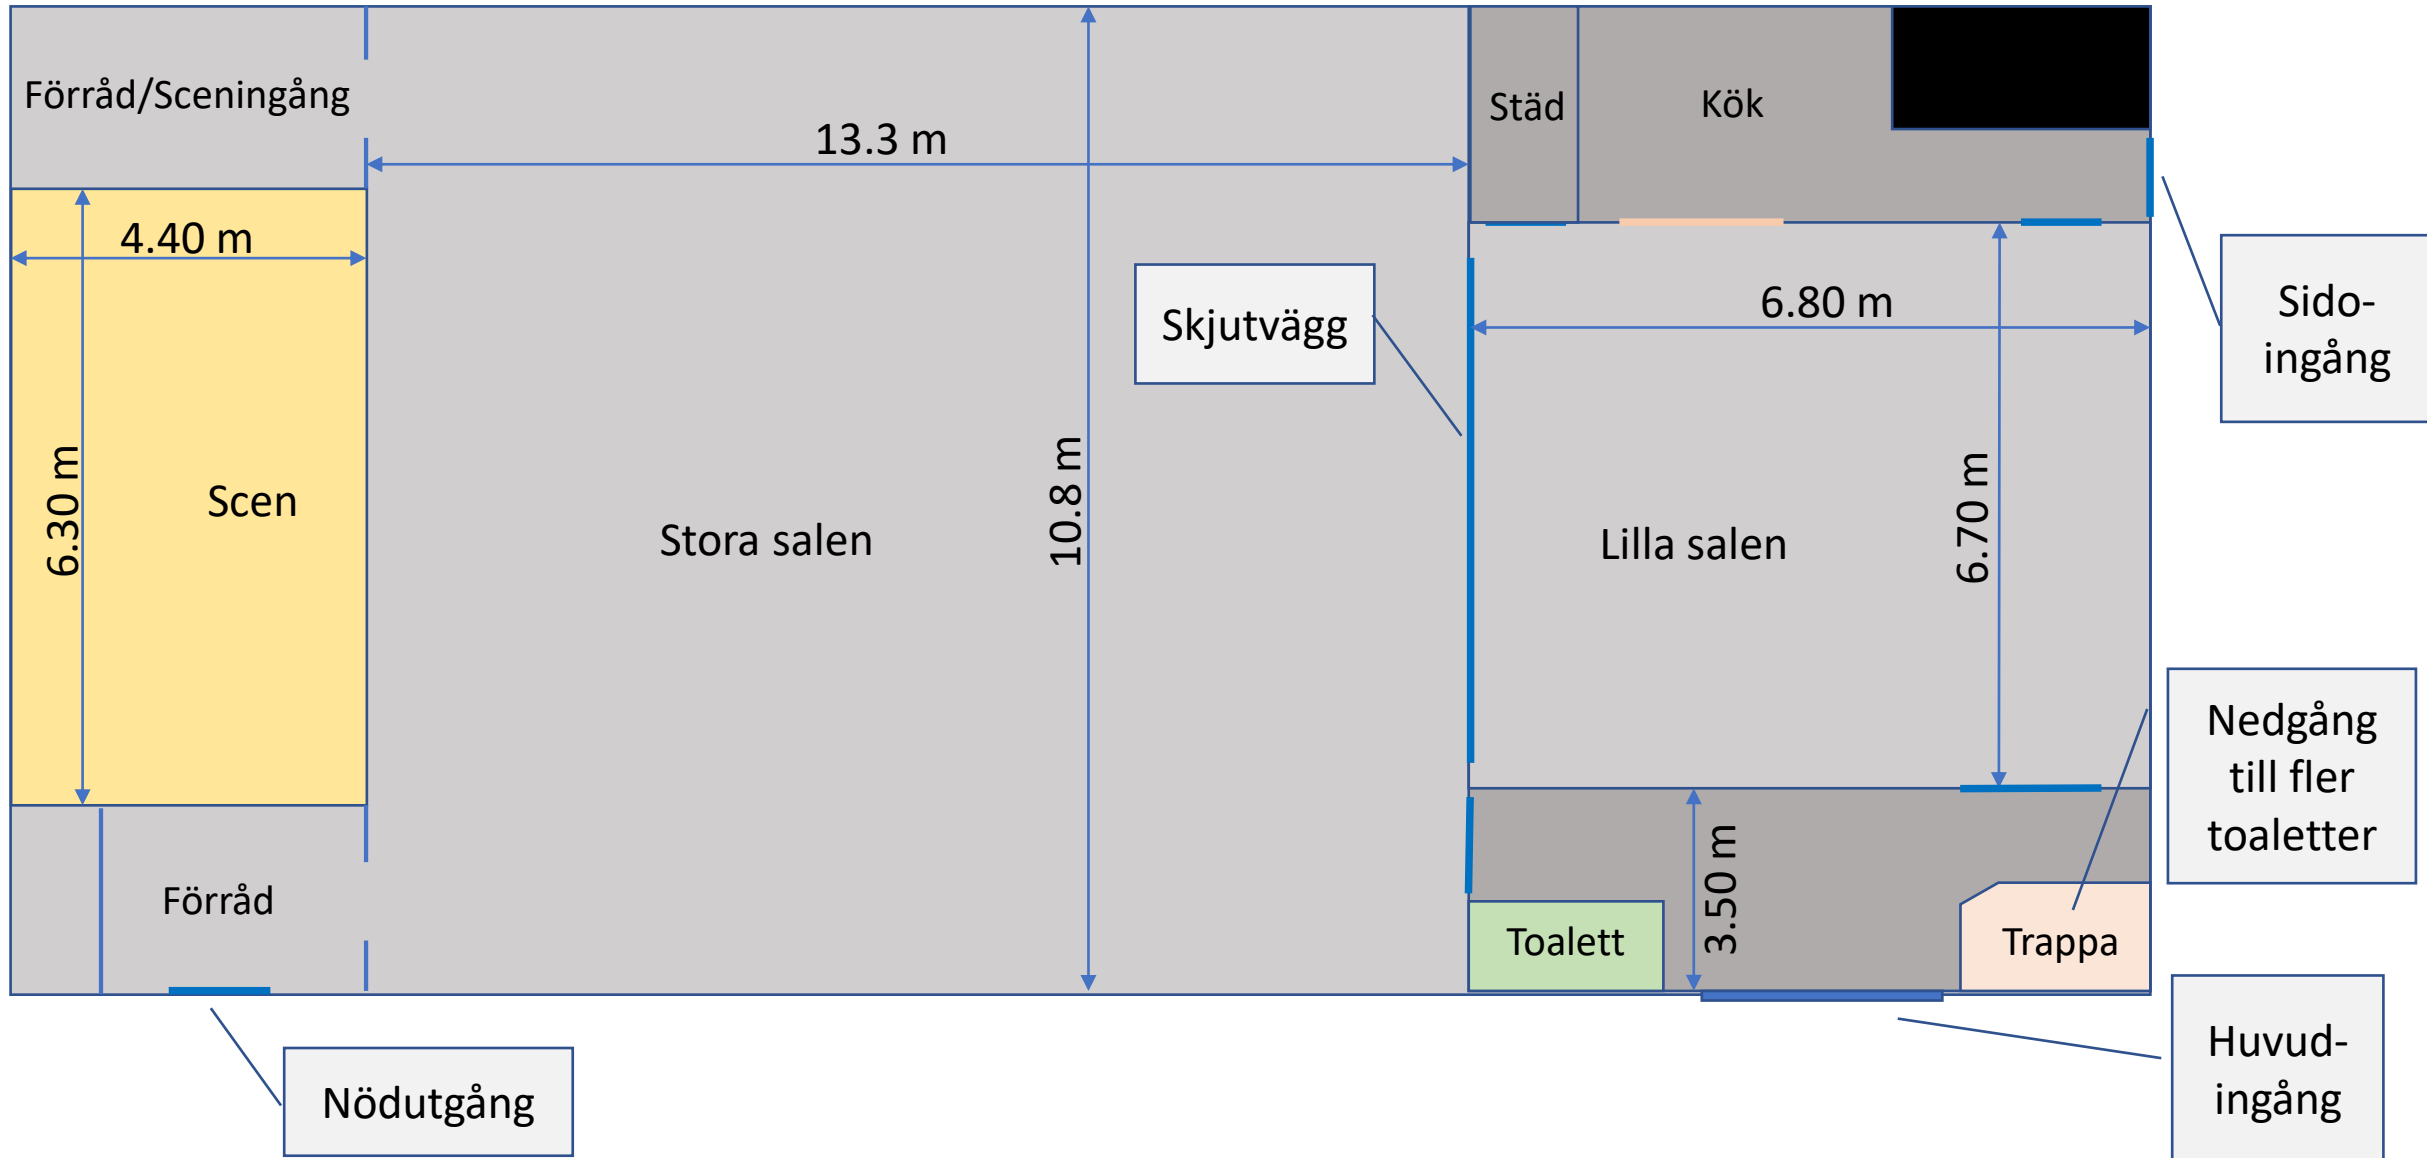 Förråd/Sceningång
Städ
Kök
13.3 m
4.40 m
Skjutvägg
6.80 m
Sido-
ingång
6.30 m
Scen
Stora salen
10.8 m
Lilla salen
6.70 m
Nedgång
till fler
toaletter
Förråd
3.50 m
Toalett
Trappa
Nödutgång
Huvud-
ingång